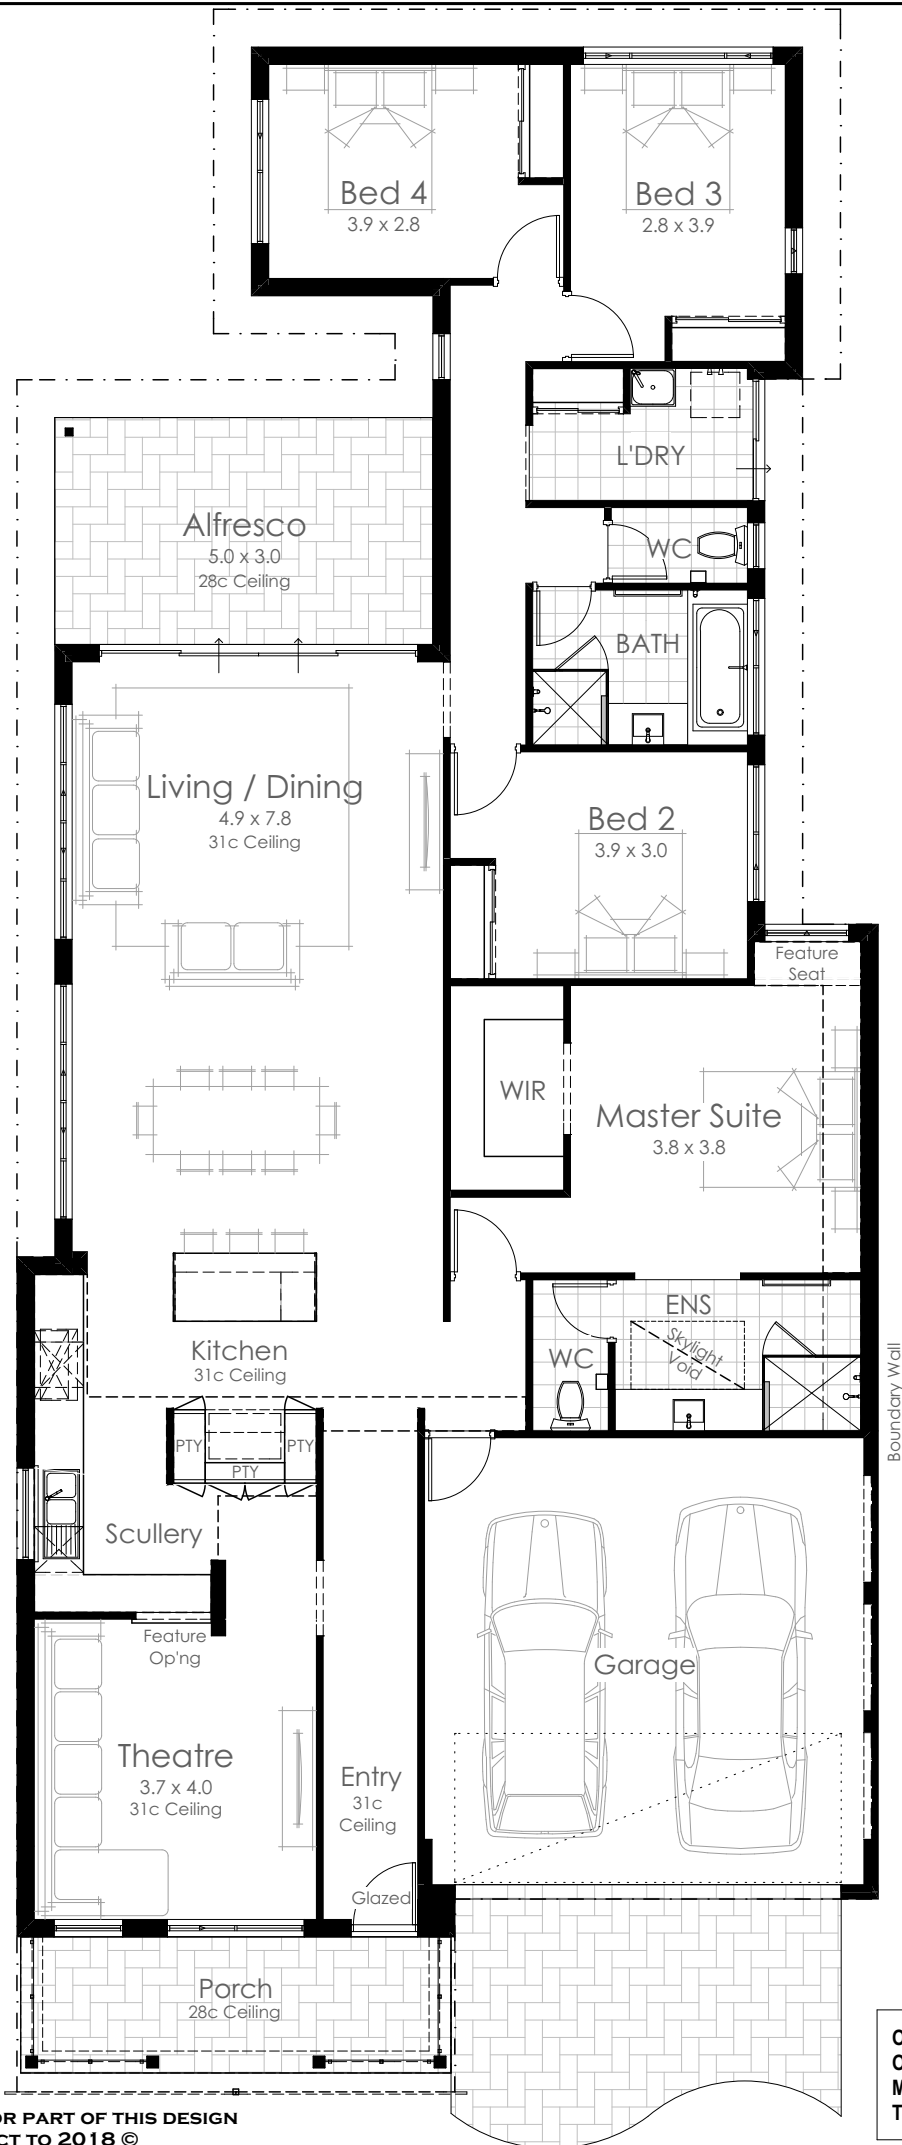 Bed 4
3.9 x 2.8
Bed 3
2.8 x 3.9
L'DRY
Alfresco
5.0 x 3.0
28c Ceiling
WC
BATH
Living / Dining
4.9 x 7.8
31c Ceiling
Bed 2
3.9 x 3.0
Feature
Seat
WIR
Master Suite
3.8 x 3.8
ENS
Skylight
Void
WC
Kitchen
31c Ceiling
Boundary Wall
PTY
PTY
PTY
Scullery
Feature
Op'ng
Garage
Theatre
3.7 x 4.0
31c Ceiling
Entry
31c
Ceiling
Glazed
Porch
28c Ceiling
OR PART OF THIS DESIGN
CT TO 2018 ©